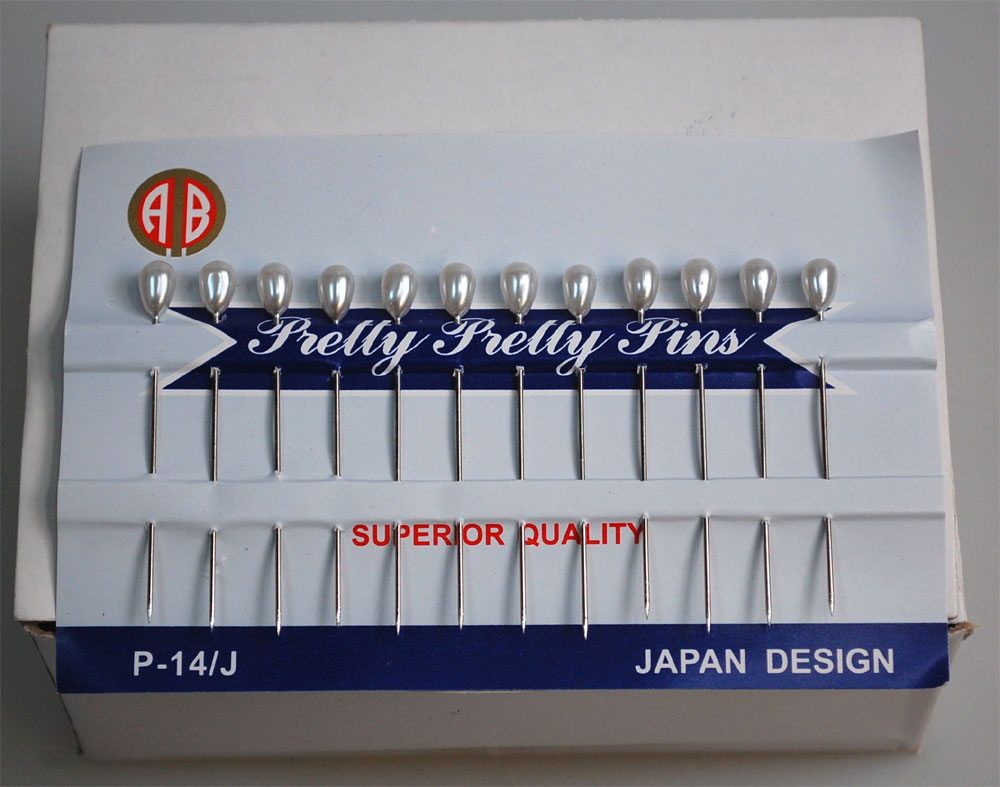 AB
Pretty Pretty Pins
SUPERIOR QUALITY
P-14/J
JAPAN DESIGN